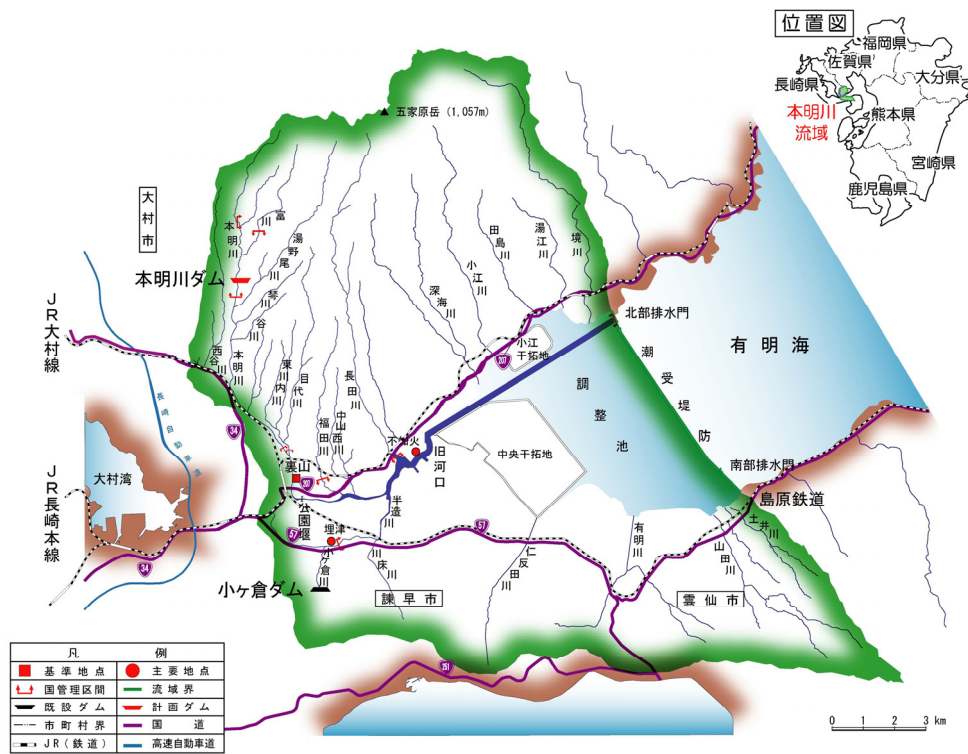 位置図
福岡県
佐賀県
大分県
長崎県
本明川
流域
熊本県
宮崎県
鹿児島県
五家原岳 (1,057m)
大村市
本明川
富川
湯野尾川
琴川
谷川
本明川ダム
田島川
湯江川
境川
小江川
深海川
JR大村線
長崎自動車道
西谷川
本明川
東川内川
目代川
福田川
中山西川
長田川
小江
干拓地
207
北部排水門
潮受堤防
有明海
調整池
34
不知火
旧河口
中央干拓地
裏山
207
公園堰
大村湾
JR長崎本線
半造川
57
埋津
57
南部排水門
島原鉄道
土井川
山田川
有明川
仁反田川
小ヶ倉川
川床川
34
小ヶ倉ダム
諫早市
雲仙市
251
凡例
基準地点
主要地点
国管理区間
流域界
既設ダム
計画ダム
市町村界
国道
JR(鉄道)
高速自動車道
0 1 2 3 km